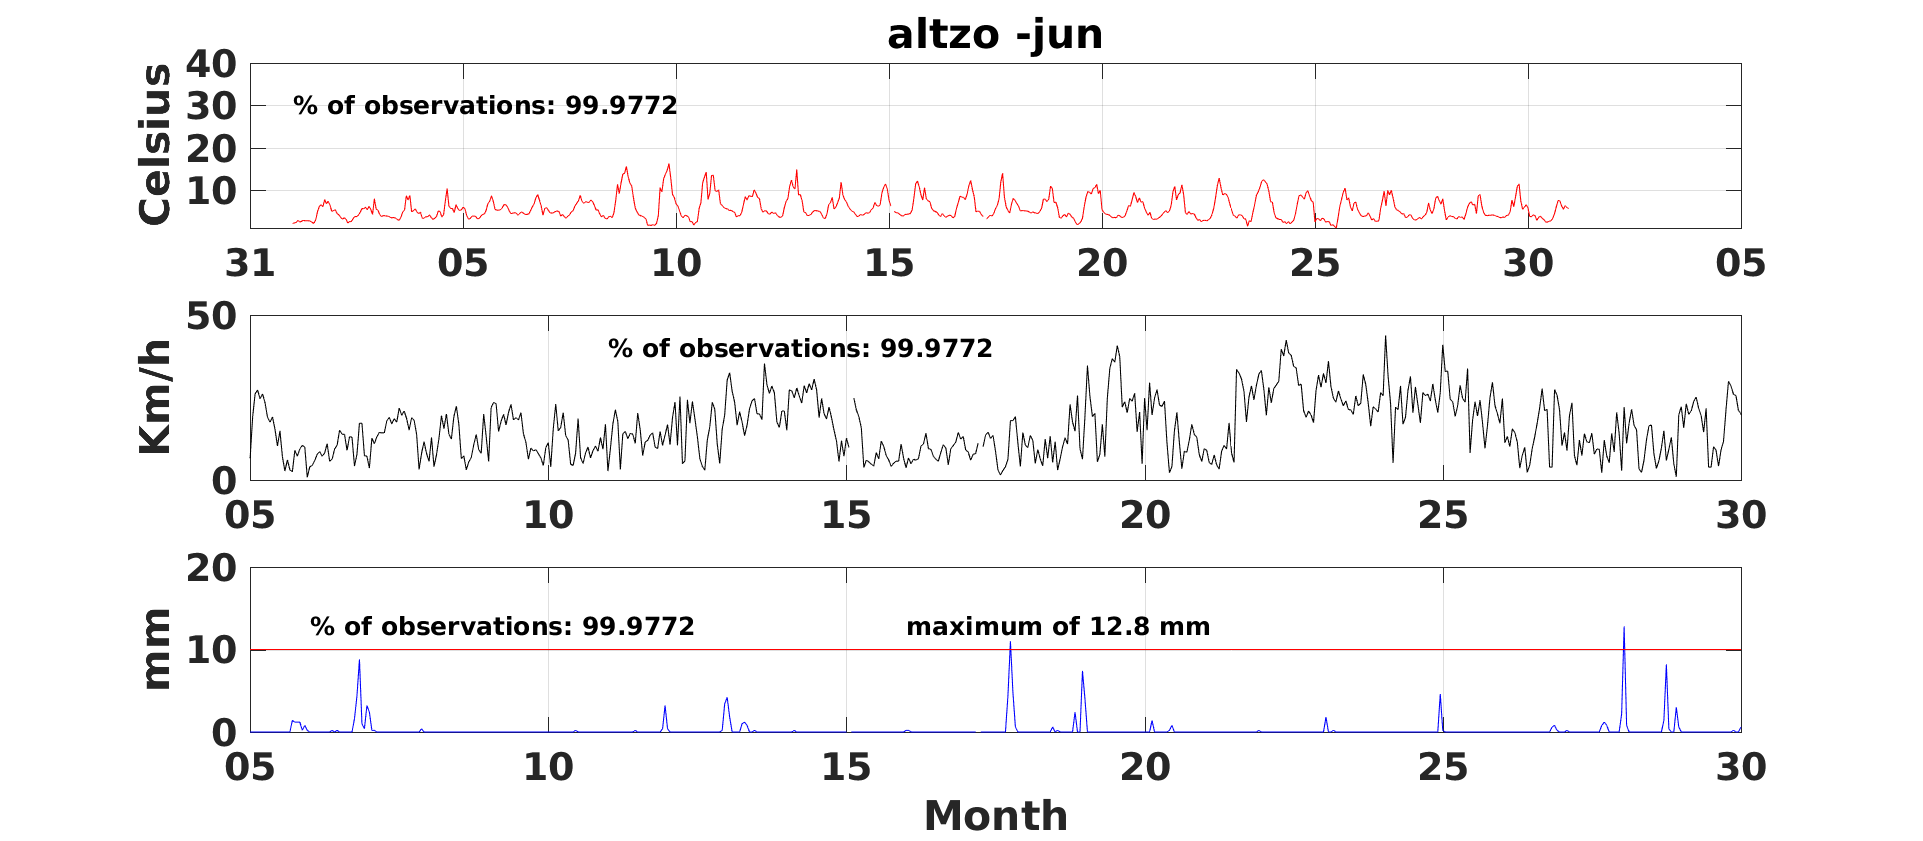 altzo -jun
Celsius
40
30
20
10
% of observations: 99.9772
31 05 10 15 20 25 30 05
Km/h
50
0
% of observations: 99.9772
05 10 15 20 25 30
mm
20
10
0
% of observations: 99.9772 maximum of 12.8 mm
05 10 15 20 25 30
Month